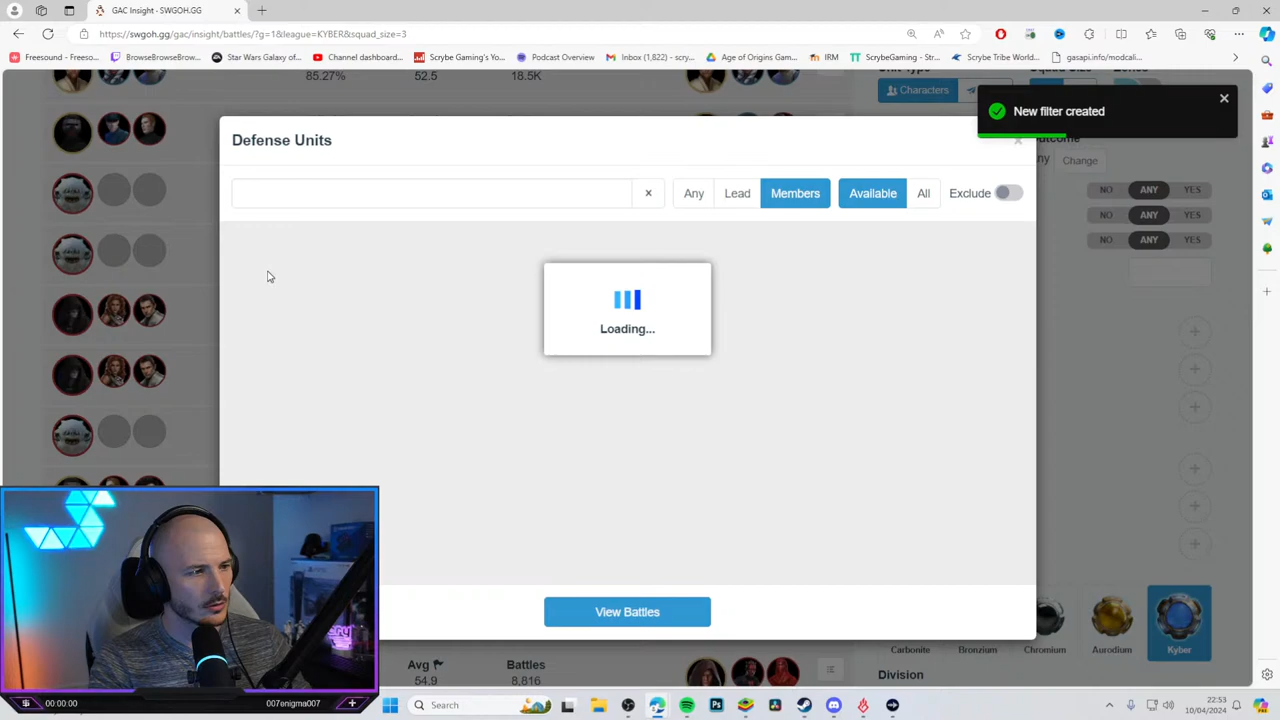 GAC Insight - SWGOH.GG
https://swgoh.gg/gac/insight/battles/?g=1&league=KYBER&squad_size=3
Freesound - Freeso...
BrowseBrowseBrow...
Star Wars Galaxy of...
Channel dashboard...
Scrybe Gaming's Yo...
Podcast Overview
Inbox (1,822) - scry...
Age of Origins Gam...
IRM
ScrybeGaming - Str...
Scrybe Tribe World...
gasapi.info/modcali...
85.27% 52.5 18.5K
Characters
New filter created
Defense Units
Change
Any Lead Members Available All Exclude
NO ANY YES
NO ANY YES
NO ANY YES
Loading...
View Battles
Carbonite Bronzium Chromium Aurodium Kyber
Avg Battles
54.9 8,816
Division
00:00:00 007enigma007
Search
22:53
10/04/2024